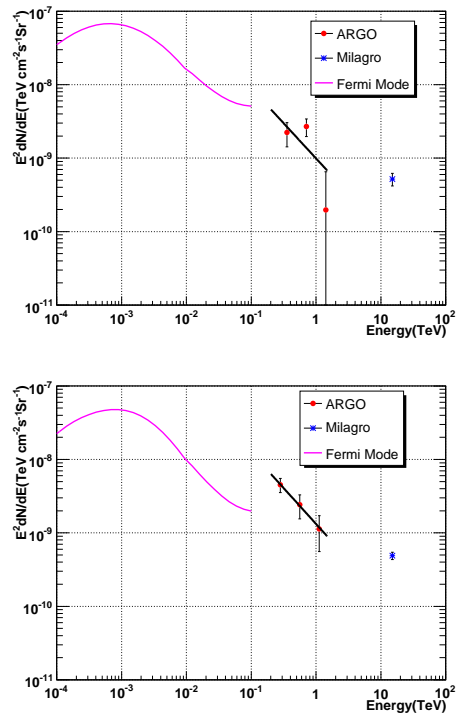 E²dN/dE(TeV cm⁻²s⁻¹Sr⁻¹)
10⁻⁷
10⁻⁸
10⁻⁹
10⁻¹⁰
10⁻¹¹
ARGO
Milagro
Fermi Mode
10⁻⁴ 10⁻³ 10⁻² 10⁻¹ 1 10 10²
Energy(TeV)
E²dN/dE(TeV cm⁻²s⁻¹Sr⁻¹)
10⁻⁷
10⁻⁸
10⁻⁹
10⁻¹⁰
10⁻¹¹
ARGO
Milagro
Fermi Mode
10⁻⁴ 10⁻³ 10⁻² 10⁻¹ 1 10 10²
Energy(TeV)